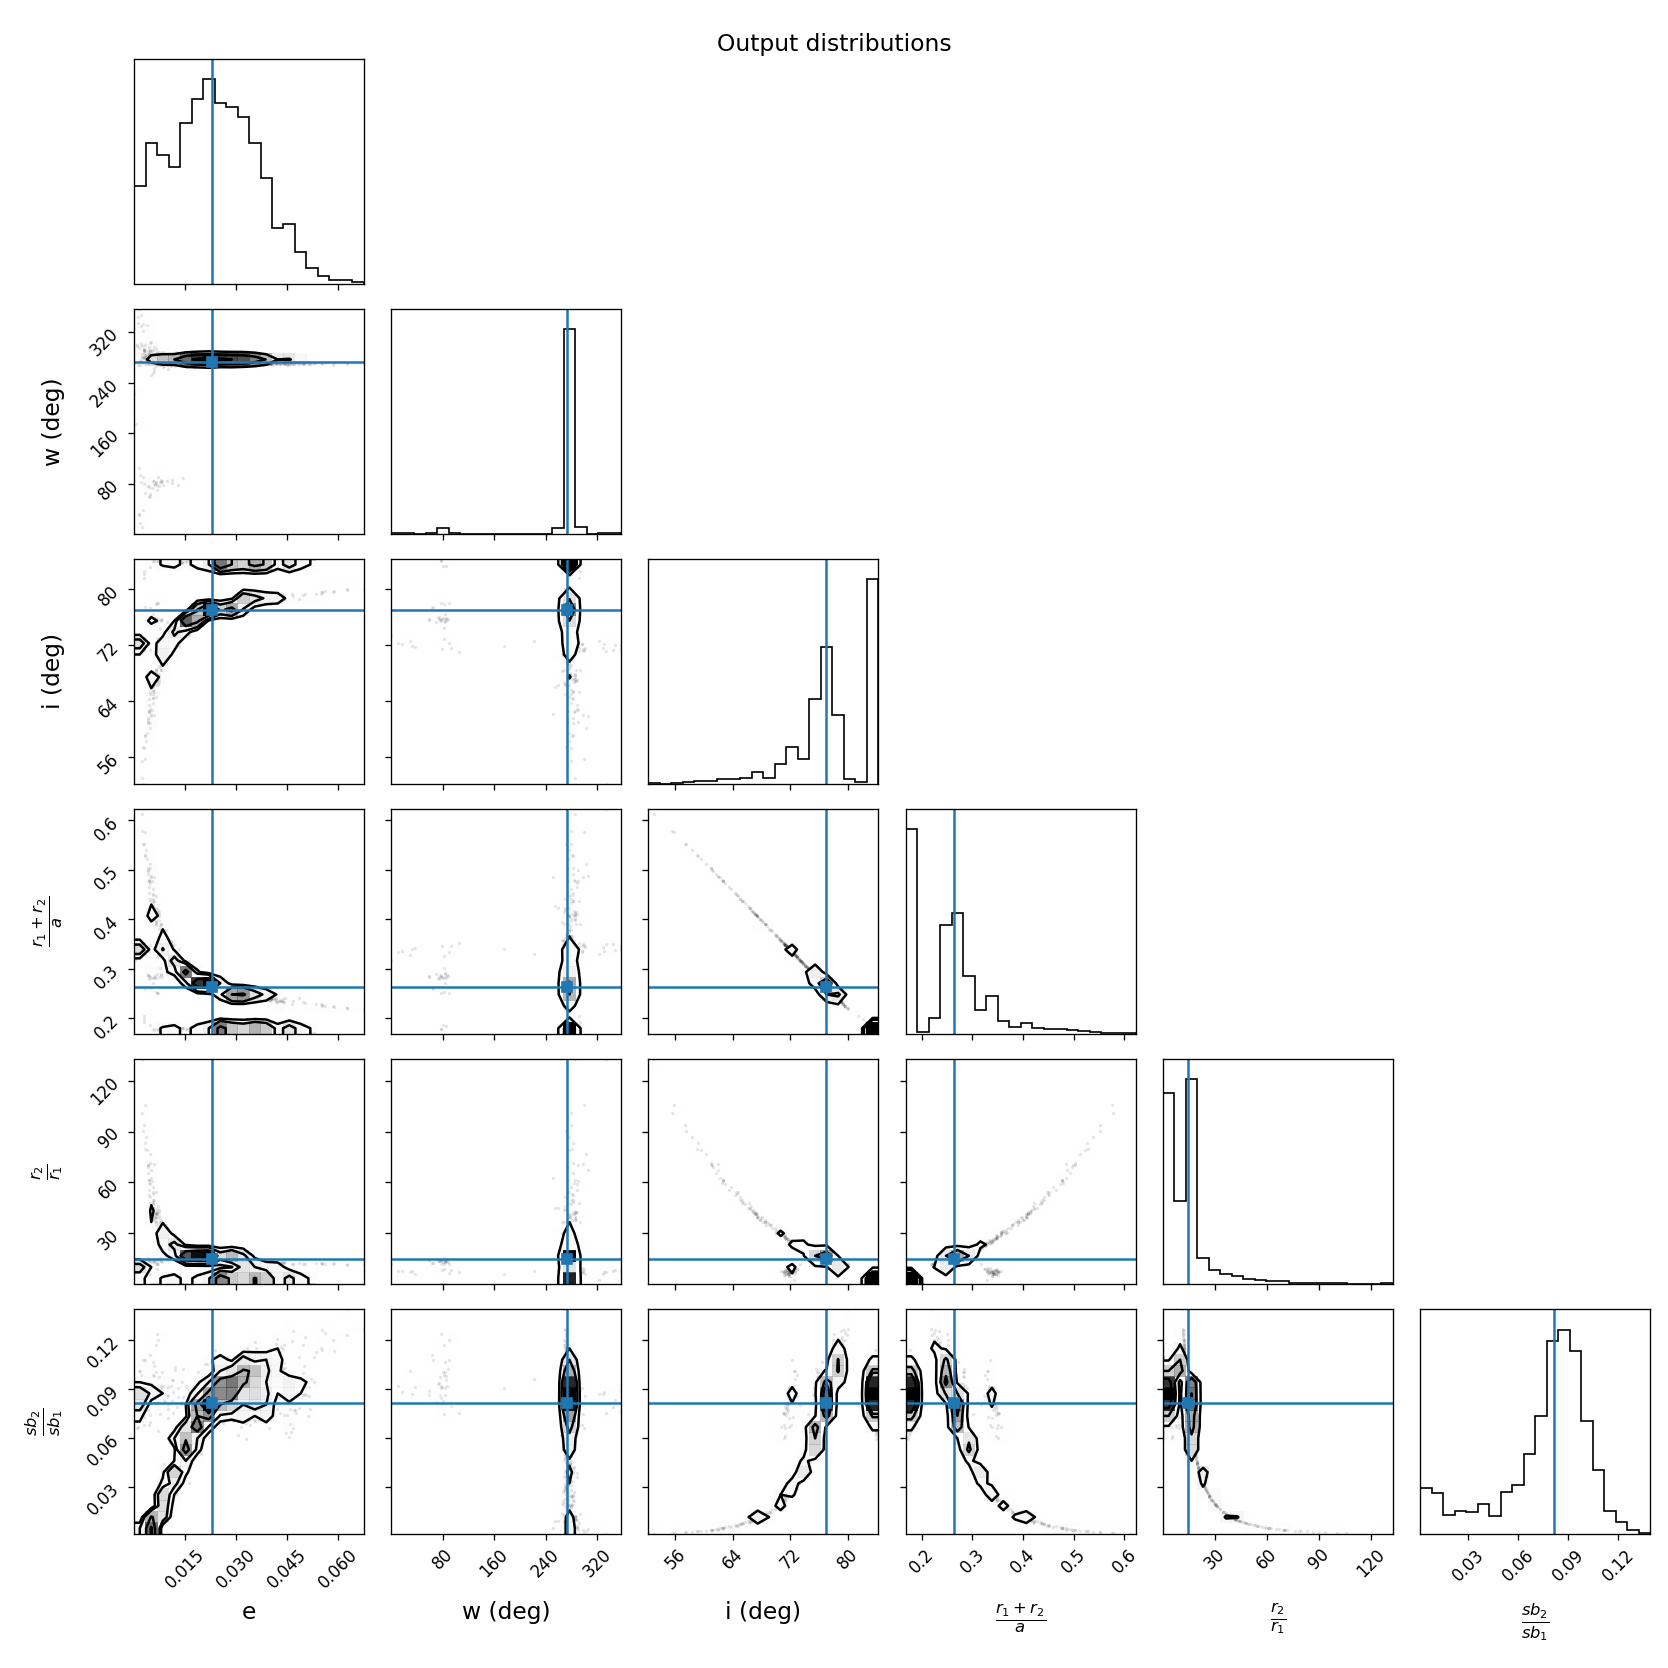 Output distributions
320
240
160
80
w (deg)
80
72
64
56
i (deg)
0.6
0.5
0.4
0.3
0.2
r₁ + r₂
a
120
90
60
30
r₂
r₁
0.12
0.09
0.06
0.03
sb₂
sb₁
0.015 0.030 0.045 0.060
80 160 240 320
56 64 72 80
0.2 0.3 0.4 0.5 0.6
30 60 90 120
0.03 0.06 0.09 0.12
e
w (deg)
i (deg)
r₁ + r₂
a
r₂
r₁
sb₂
sb₁